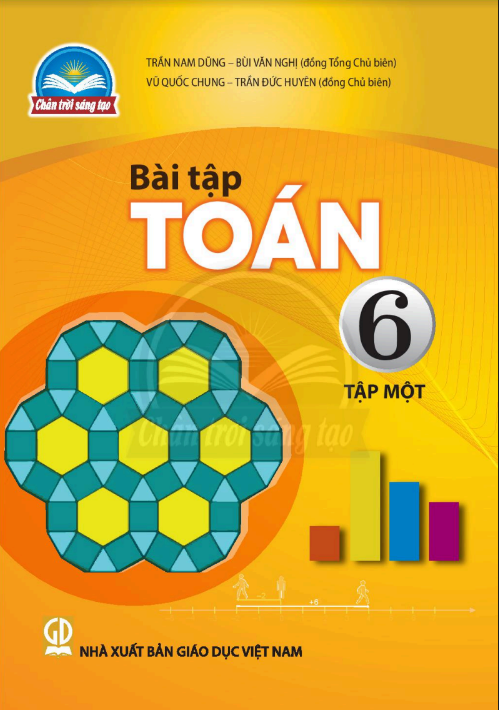 TRẦN NAM DŨNG – BÙI VĂN NGHỊ (đồng Tổng Chủ biên)
VŨ QUỐC CHUNG – TRẦN ĐỨC HUYÊN (đồng Chủ biên)
Chân trời sáng tạo
Bài tập
TOÁN
6
TẬP MỘT
Chân trời sáng tạo
+6
GD
NHÀ XUẤT BẢN GIÁO DỤC VIỆT NAM